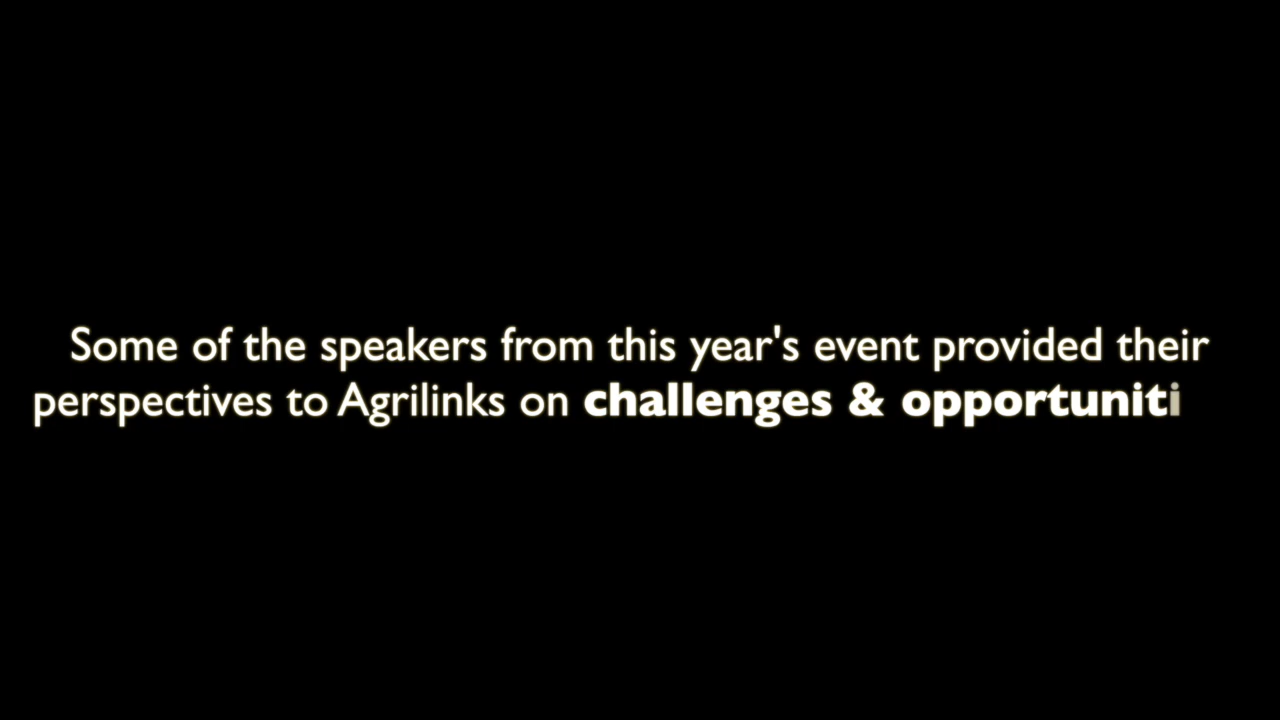 Some of the speakers from this year's event provided their
perspectives to Agrilinks on challenges & opportuniti